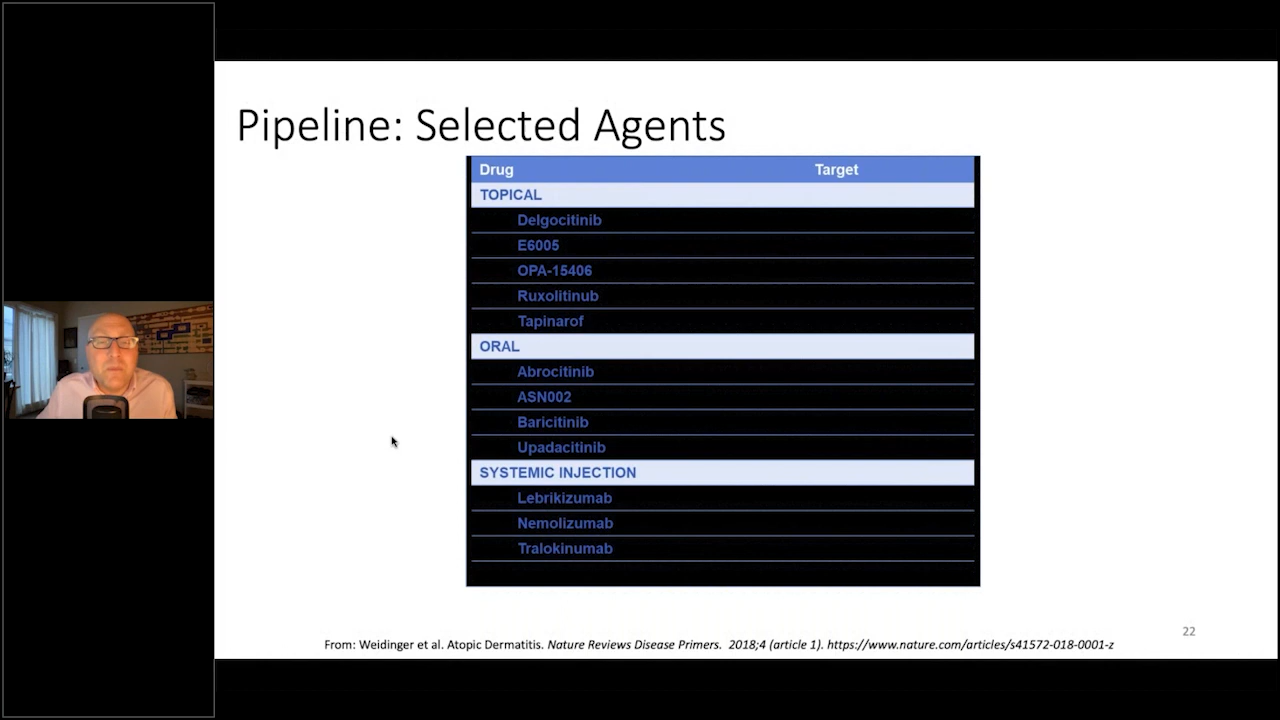 Pipeline: Selected Agents
Drug Target
TOPICAL
Delgocitinib
E6005
OPA-15406
Ruxolitinub
Tapinarof
ORAL
Abrocitinib
ASN002
Baricitinib
Upadacitinib
SYSTEMIC INJECTION
Lebrikizumab
Nemolizumab
Tralokinumab
22
From: Weidinger et al. Atopic Dermatitis. Nature Reviews Disease Primers. 2018;4 (article 1). https://www.nature.com/articles/s41572-018-0001-z